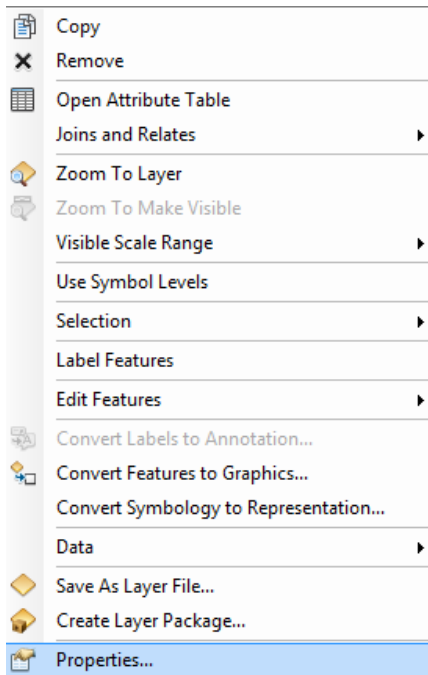 Copy
Remove
Open Attribute Table
Joins and Relates
Zoom To Layer
Zoom To Make Visible
Visible Scale Range
Use Symbol Levels
Selection
Label Features
Edit Features
Convert Labels to Annotation...
Convert Features to Graphics...
Convert Symbology to Representation...
Data
Save As Layer File...
Create Layer Package...
Properties...